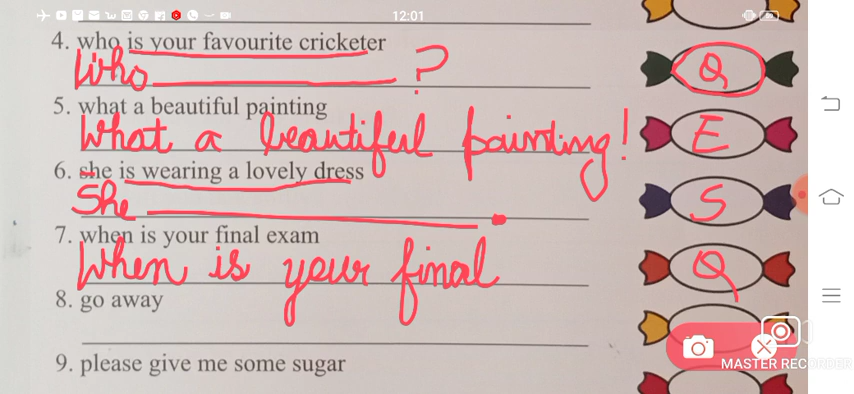 12:01
4. who is your favourite cricketer
Who ? Q
5. what a beautiful painting
What a beautiful painting! E
6. she is wearing a lovely dress
She . S
7. when is your final exam
When is your final Q
8. go away
9. please give me some sugar
MASTER RECORDER